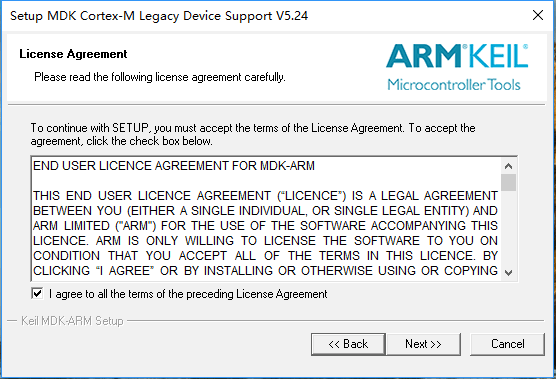 Setup MDK Cortex-M Legacy Device Support V5.24
License Agreement
Please read the following license agreement carefully.
ARM®KEIL®
Microcontroller Tools
To continue with SETUP, you must accept the terms of the License Agreement. To accept the
agreement, click the check box below.
END USER LICENCE AGREEMENT FOR MDK-ARM
THIS END USER LICENCE AGREEMENT (“LICENCE”) IS A LEGAL AGREEMENT
BETWEEN YOU (EITHER A SINGLE INDIVIDUAL, OR SINGLE LEGAL ENTITY) AND
ARM LIMITED ("ARM") FOR THE USE OF THE SOFTWARE ACCOMPANYING THIS
LICENCE. ARM IS ONLY WILLING TO LICENSE THE SOFTWARE TO YOU ON
CONDITION THAT YOU ACCEPT ALL OF THE TERMS IN THIS LICENCE. BY
CLICKING “I AGREE” OR BY INSTALLING OR OTHERWISE USING OR COPYING
I agree to all the terms of the preceding License Agreement
Keil MDK-ARM Setup
<< Back
Next >>
Cancel